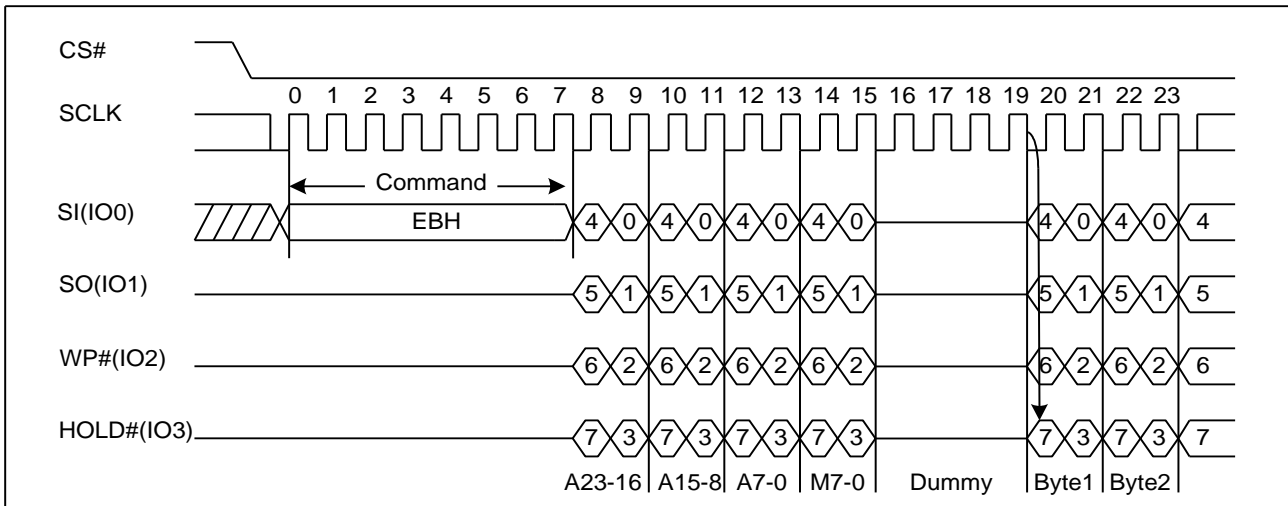 CS#
0 1 2 3 4 5 6 7 8 9 10 11 12 13 14 15 16 17 18 19 20 21 22 23
SCLK
Command
SI(IO0) EBH 4 0 4 0 4 0 4 0 4 0 4 0 4
SO(IO1) 5 1 5 1 5 1 5 1 5 1 5 1 5
WP#(IO2) 6 2 6 2 6 2 6 2 6 2 6 2 6
HOLD#(IO3) 7 3 7 3 7 3 7 3 7 3 7 3 7
A23-16 A15-8 A7-0 M7-0 Dummy Byte1 Byte2